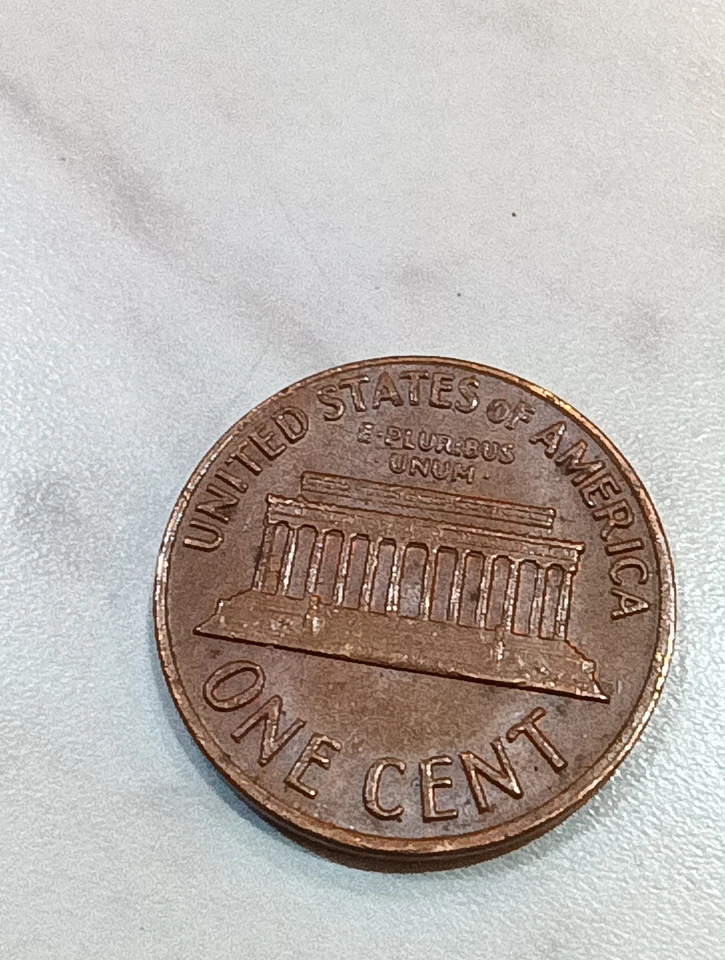 UNITED STATES OF AMERICA
E·PLURIBUS
·UNUM·
ONE CENT